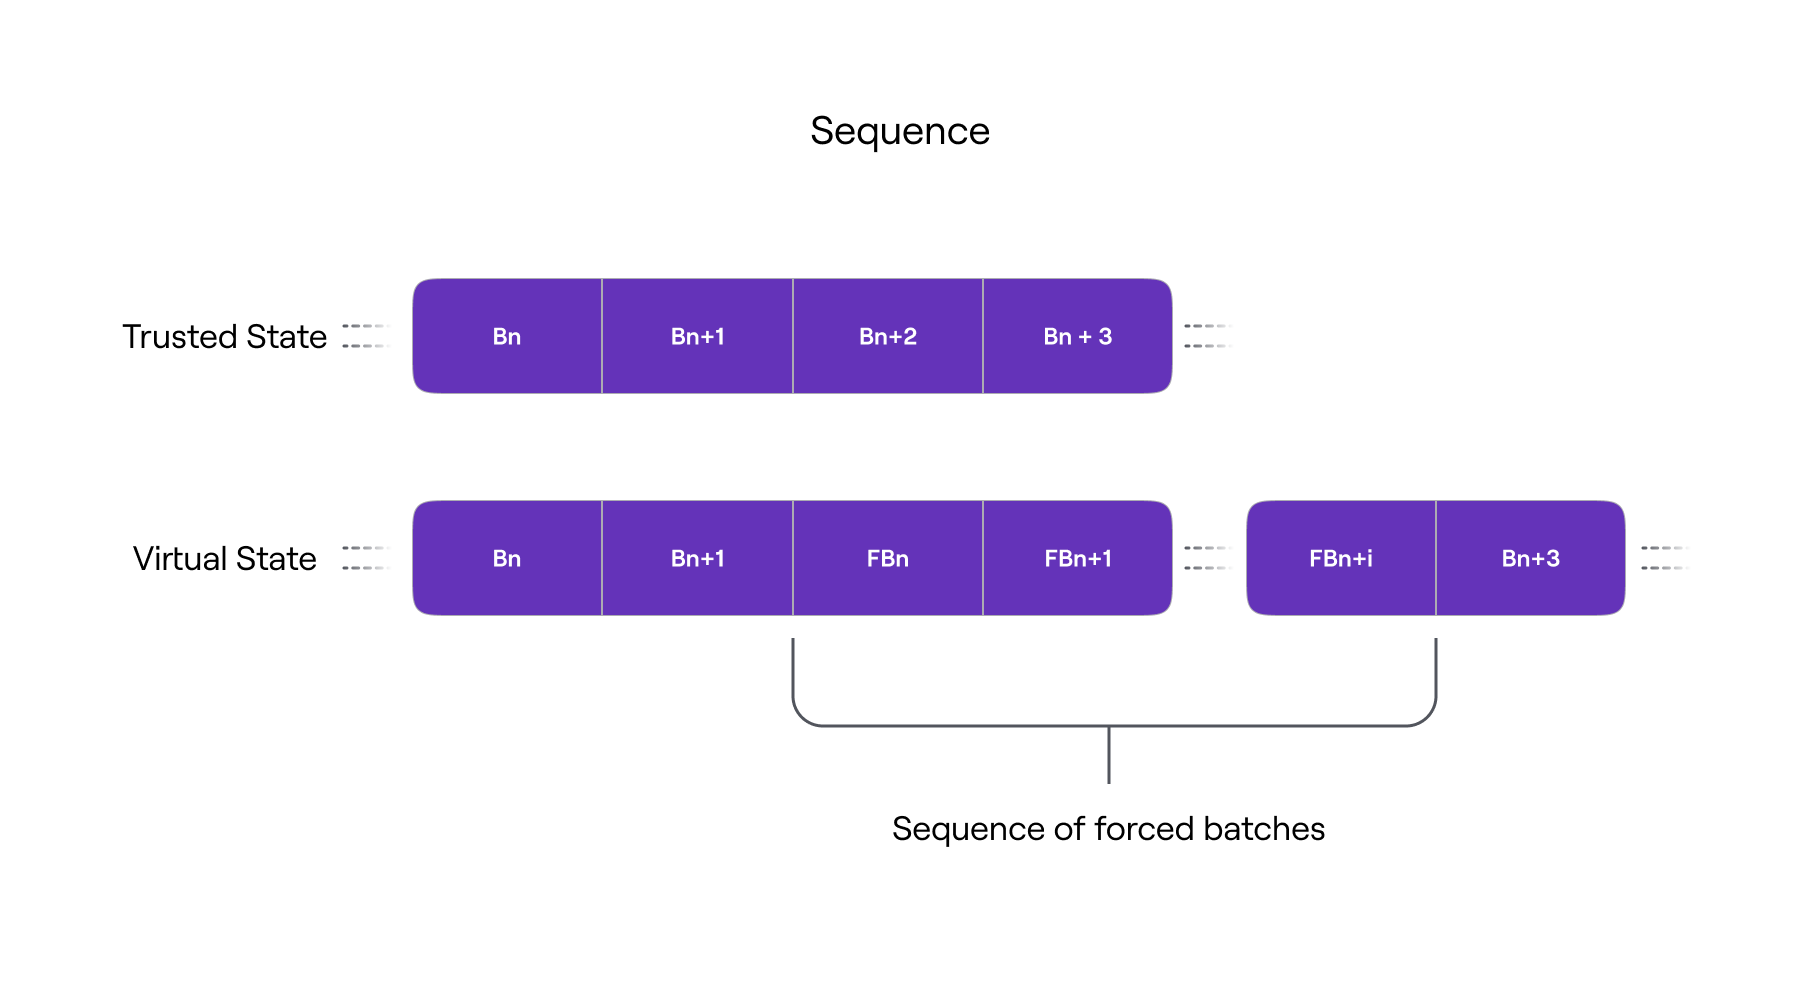 Sequence
Trusted State
Bn
Bn+1
Bn+2
Bn + 3
Virtual State
Bn
Bn+1
FBn
FBn+1
FBn+i
Bn+3
Sequence of forced batches